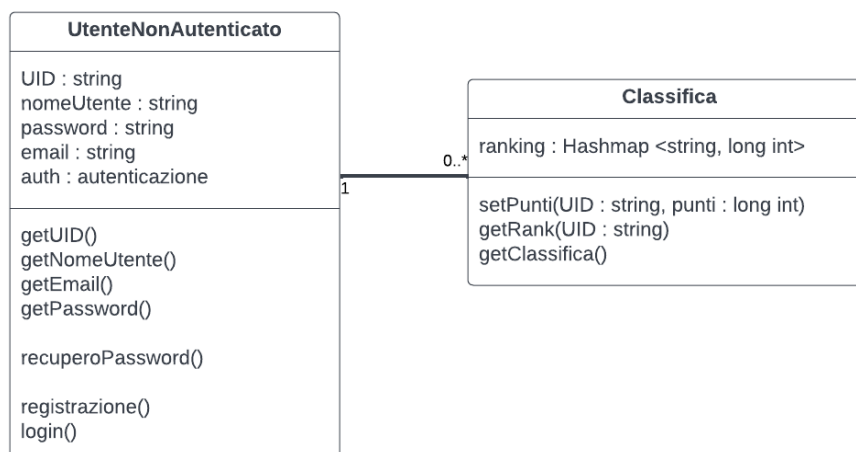 UtenteNonAutenticato
UID : string
nomeUtente : string
password : string
email : string
auth : autenticazione
getUID()
getNomeUtente()
getEmail()
getPassword()
recuperoPassword()
registrazione()
login()
1
0..*
Classifica
ranking : Hashmap <string, long int>
setPunti(UID : string, punti : long int)
getRank(UID : string)
getClassifica()